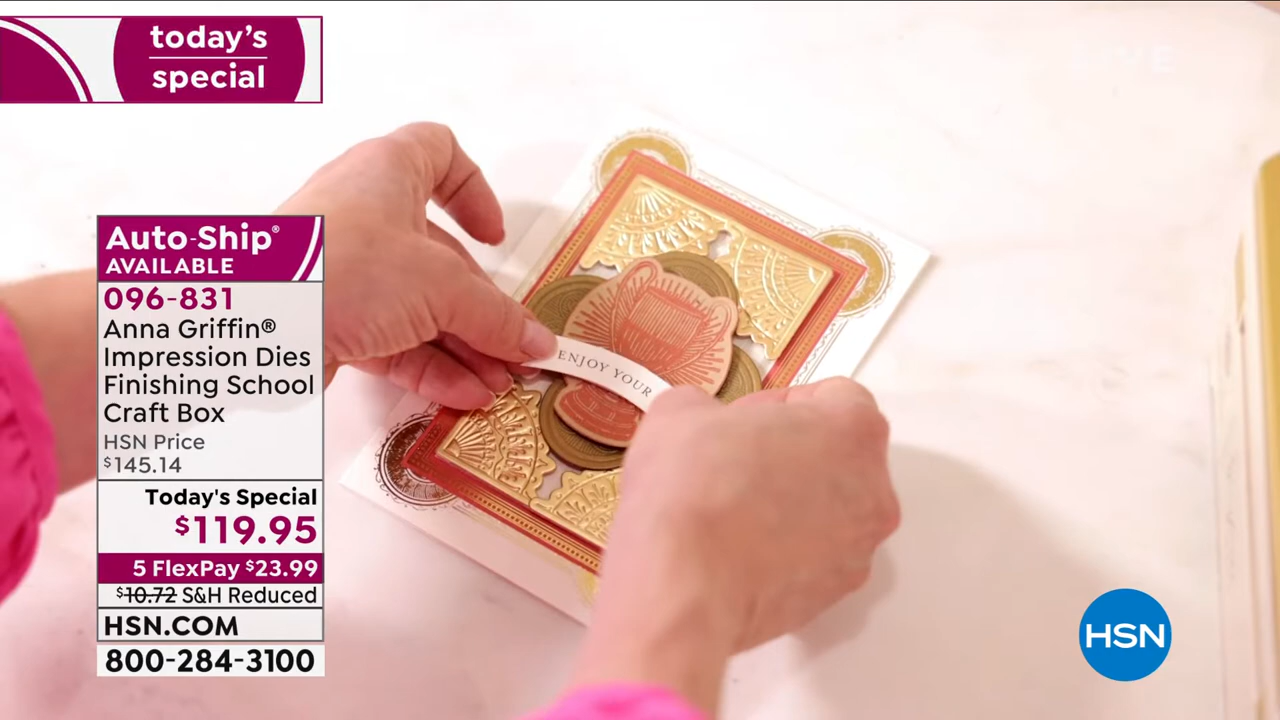 today's
special
Auto-Ship®
AVAILABLE
096-831
Anna Griffin®
Impression Dies
Finishing School
Craft Box
HSN Price
$145.14
Today's Special
$119.95
5 FlexPay $23.99
$10.72 S&H Reduced
HSN.COM
800-284-3100
ENJOY YOUR
HSN